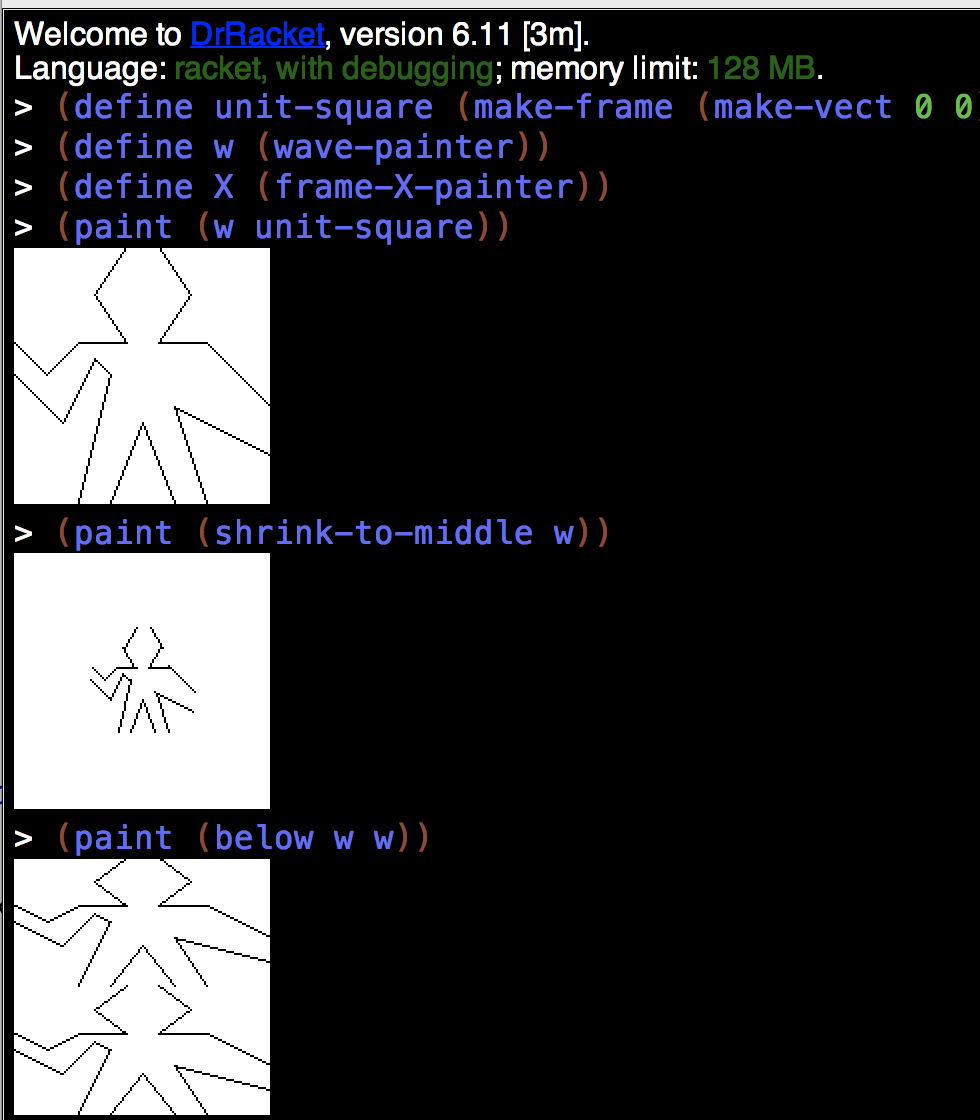 Welcome to DrRacket, version 6.11 [3m].
Language: racket, with debugging; memory limit: 128 MB.
> (define unit-square (make-frame (make-vect 0 0)
> (define w (wave-painter))
> (define X (frame-X-painter))
> (paint (w unit-square))
> (paint (shrink-to-middle w))
> (paint (below w w))